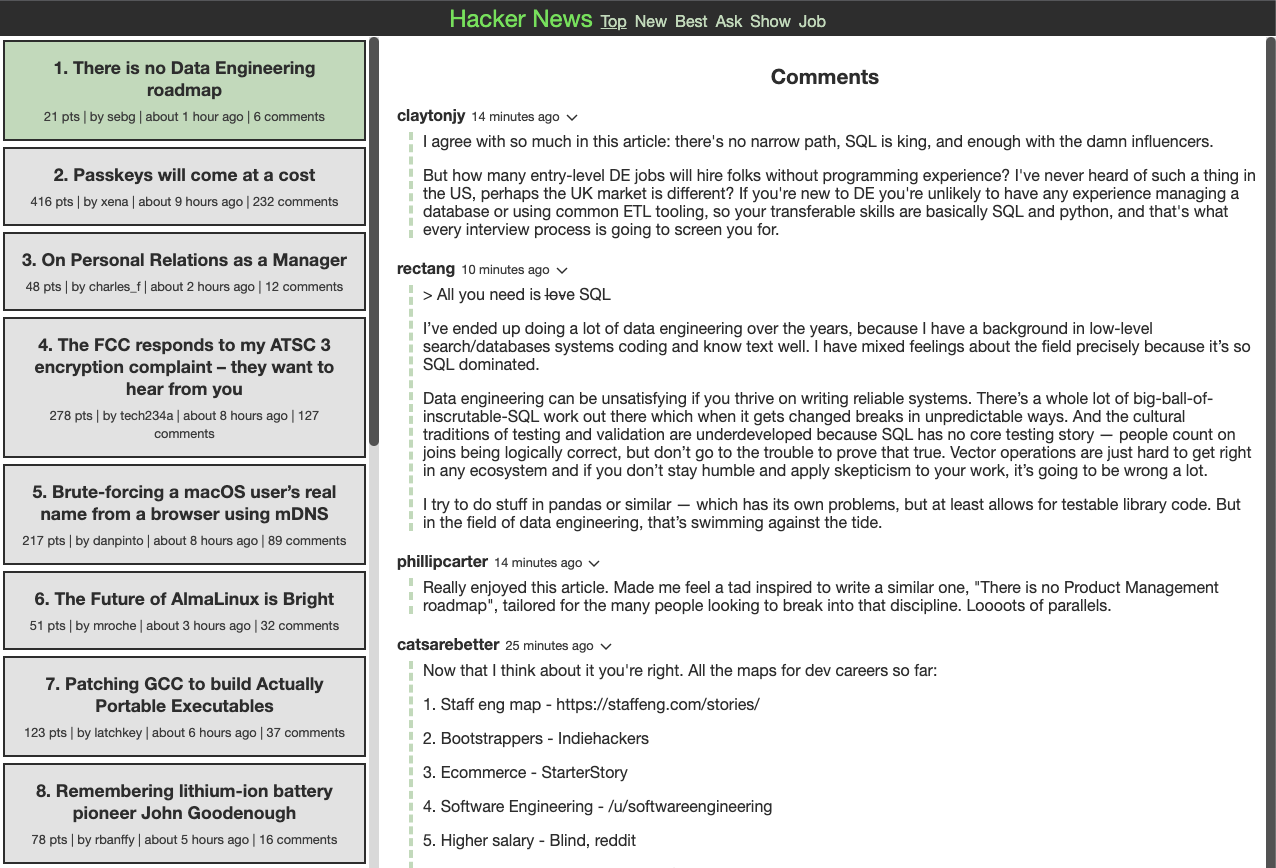 Hacker News Top New Best Ask Show Job
1. There is no Data Engineering
roadmap
21 pts | by sebg | about 1 hour ago | 6 comments
2. Passkeys will come at a cost
416 pts | by xena | about 9 hours ago | 232 comments
3. On Personal Relations as a Manager
48 pts | by charles_f | about 2 hours ago | 12 comments
4. The FCC responds to my ATSC 3
encryption complaint – they want to
hear from you
278 pts | by tech234a | about 8 hours ago | 127
comments
5. Brute-forcing a macOS user’s real
name from a browser using mDNS
217 pts | by danpinto | about 8 hours ago | 89 comments
6. The Future of AlmaLinux is Bright
51 pts | by mroche | about 3 hours ago | 32 comments
7. Patching GCC to build Actually
Portable Executables
123 pts | by latchkey | about 6 hours ago | 37 comments
8. Remembering lithium-ion battery
pioneer John Goodenough
78 pts | by rbanffy | about 5 hours ago | 16 comments
Comments
claytonjy 14 minutes ago
I agree with so much in this article: there's no narrow path, SQL is king, and enough with the damn influencers.
But how many entry-level DE jobs will hire folks without programming experience? I've never heard of such a thing in
the US, perhaps the UK market is different? If you're new to DE you're unlikely to have any experience managing a
database or using common ETL tooling, so your transferable skills are basically SQL and python, and that's what
every interview process is going to screen you for.
rectang 10 minutes ago
> All you need is love SQL
I’ve ended up doing a lot of data engineering over the years, because I have a background in low-level
search/databases systems coding and know text well. I have mixed feelings about the field precisely because it’s so
SQL dominated.
Data engineering can be unsatisfying if you thrive on writing reliable systems. There’s a whole lot of big-ball-of-
inscrutable-SQL work out there which when it gets changed breaks in unpredictable ways. And the cultural
traditions of testing and validation are underdeveloped because SQL has no core testing story — people count on
joins being logically correct, but don’t go to the trouble to prove that true. Vector operations are just hard to get right
in any ecosystem and if you don’t stay humble and apply skepticism to your work, it’s going to be wrong a lot.
I try to do stuff in pandas or similar — which has its own problems, but at least allows for testable library code. But
in the field of data engineering, that’s swimming against the tide.
phillipcarter 14 minutes ago
Really enjoyed this article. Made me feel a tad inspired to write a similar one, "There is no Product Management
roadmap", tailored for the many people looking to break into that discipline. Loooots of parallels.
catsarebetter 25 minutes ago
Now that I think about it you're right. All the maps for dev careers so far:
1. Staff eng map - https://staffeng.com/stories/
2. Bootstrappers - Indiehackers
3. Ecommerce - StarterStory
4. Software Engineering - /u/softwareengineering
5. Higher salary - Blind, reddit